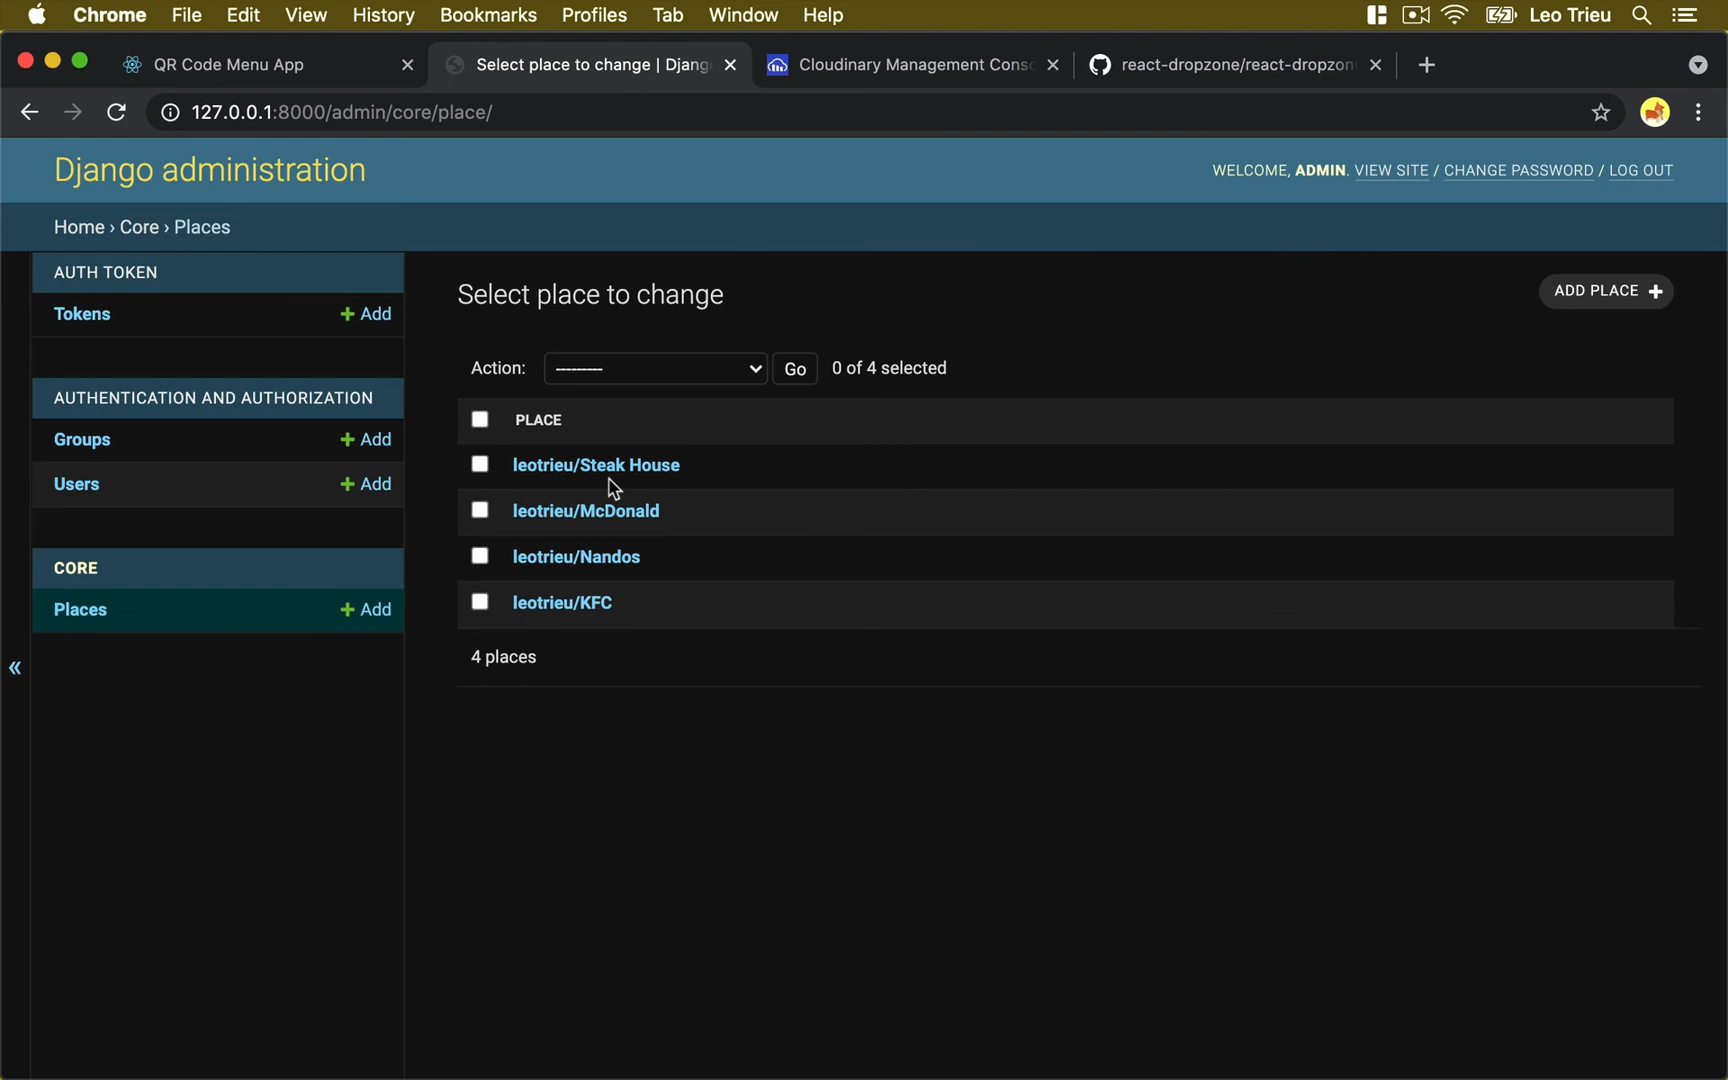 Chrome File Edit View History Bookmarks Profiles Tab Window Help Leo Trieu
QR Code Menu App Select place to change | Djang Cloudinary Management Consc react-dropzone/react-dropzon
127.0.0.1:8000/admin/core/place/
Django administration
WELCOME, ADMIN. VIEW SITE / CHANGE PASSWORD / LOG OUT
Home › Core › Places
AUTH TOKEN
Tokens + Add
AUTHENTICATION AND AUTHORIZATION
Groups + Add
Users + Add
CORE
Places + Add
«
Select place to change
ADD PLACE +
Action: --------- Go 0 of 4 selected
PLACE
leotrieu/Steak House
leotrieu/McDonald
leotrieu/Nandos
leotrieu/KFC
4 places